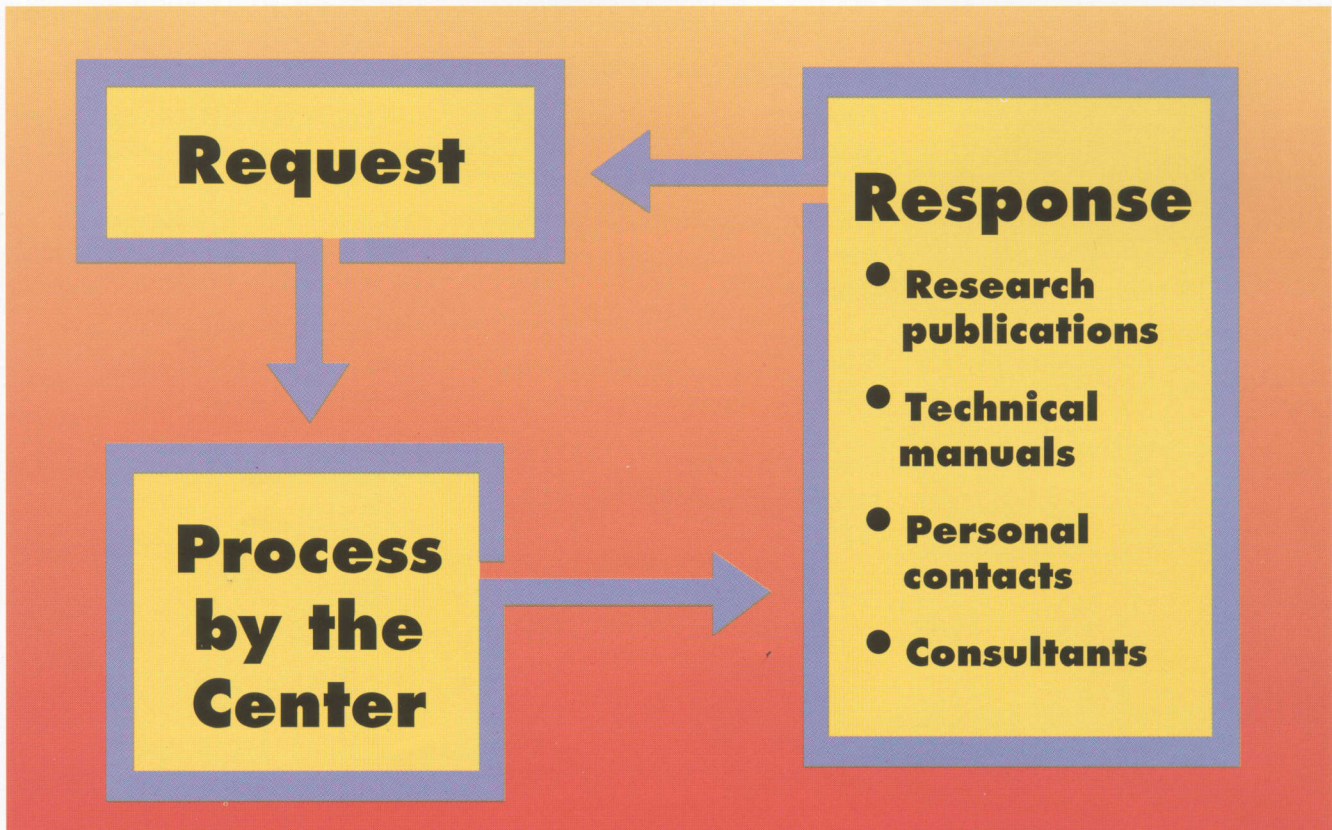 Request
Process
by the
Center
Response
• Research
publications
• Technical
manuals
• Personal
contacts
• Consultants